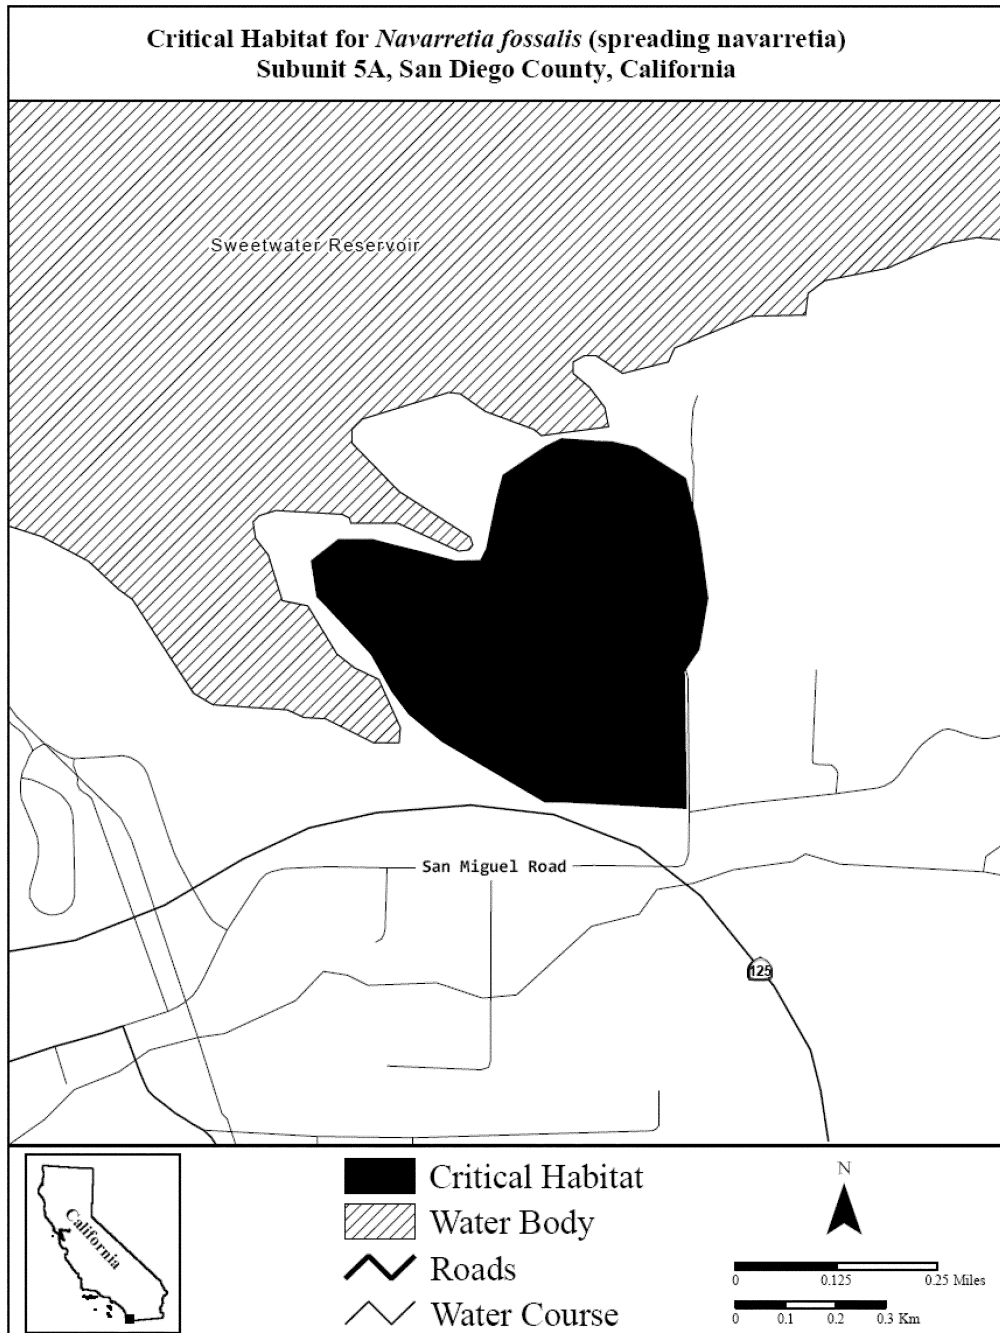 Critical Habitat for Navarretia fossalis (spreading navarretia)
Subunit 5A, San Diego County, California
Sweetwater Reservoir
San Miguel Road
125
California
Critical Habitat
Water Body
Roads
Water Course
N
0 0.125 0.25 Miles
0 0.1 0.2 0.3 Km